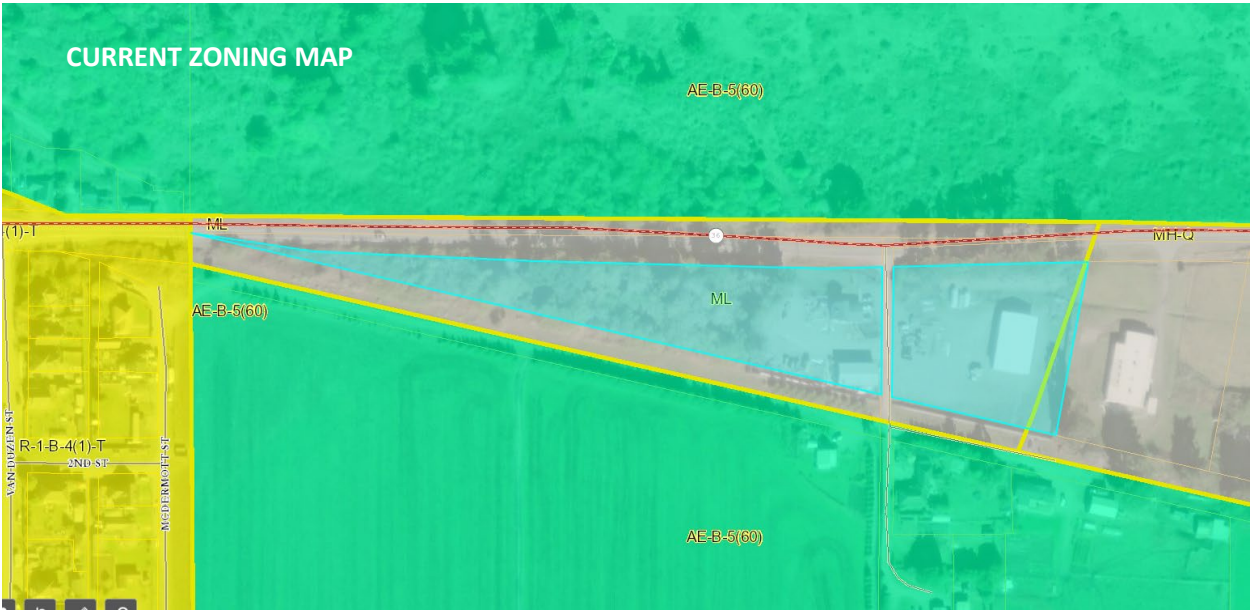 CURRENT ZONING MAP
AE-B-5(60)
ML
(1)-T
36
MH-Q
ML
AE-B-5(60)
R-1-B-4(1)-T
2ND ST
VAN DUZEN ST
MCDERMOTT ST
AE-B-5(60)